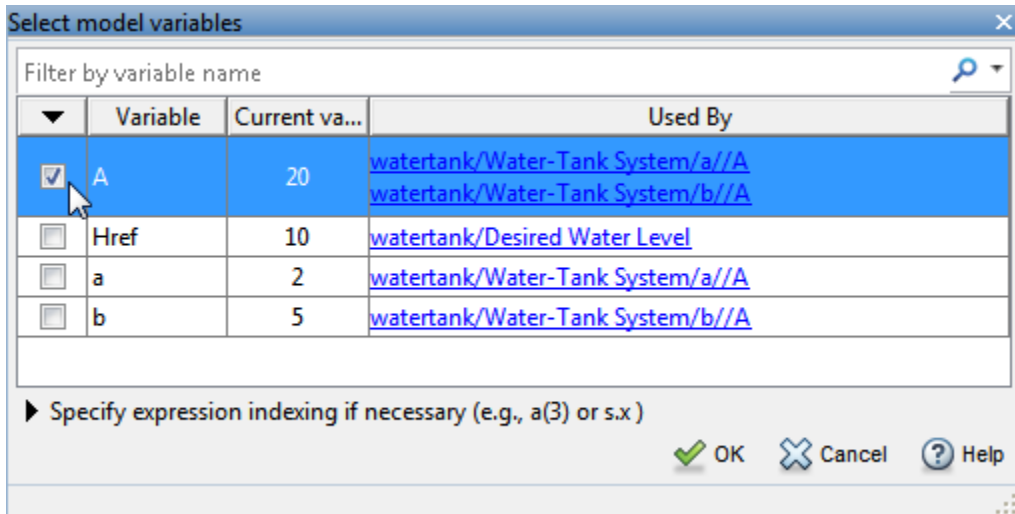 Select model variables
Filter by variable name
Variable Current va... Used By
A 20 watertank/Water-Tank System/a//A
watertank/Water-Tank System/b//A
Href 10 watertank/Desired Water Level
a 2 watertank/Water-Tank System/a//A
b 5 watertank/Water-Tank System/b//A
Specify expression indexing if necessary (e.g., a(3) or s.x )
OK Cancel Help